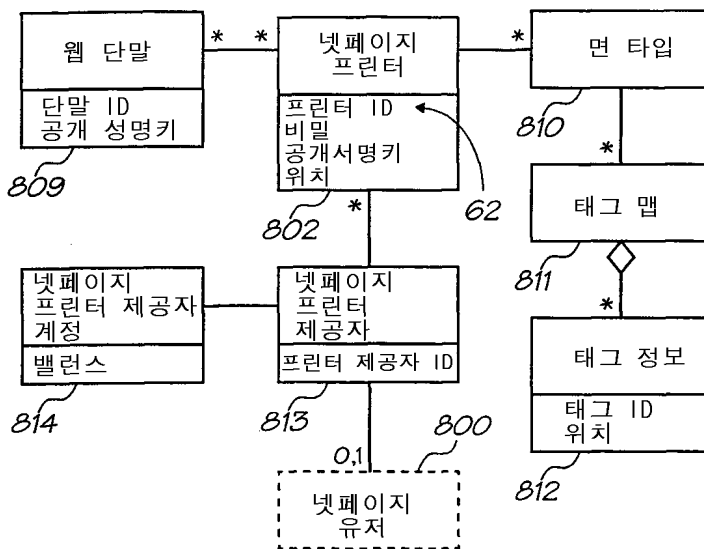 웹 단말
단말 ID
공개 성명키
809
*
*
넷페이지
프린터
프린터 ID
비밀
공개서명키
위치
802
62
*
*
면 타입
810
*
태그 맵
811
*
태그 정보
태그 ID
위치
812
넷페이지
프린터 제공자
계정
밸런스
814
넷페이지
프린터
제공자
프린터 제공자 ID
813
0,1
800
넷페이지
유저